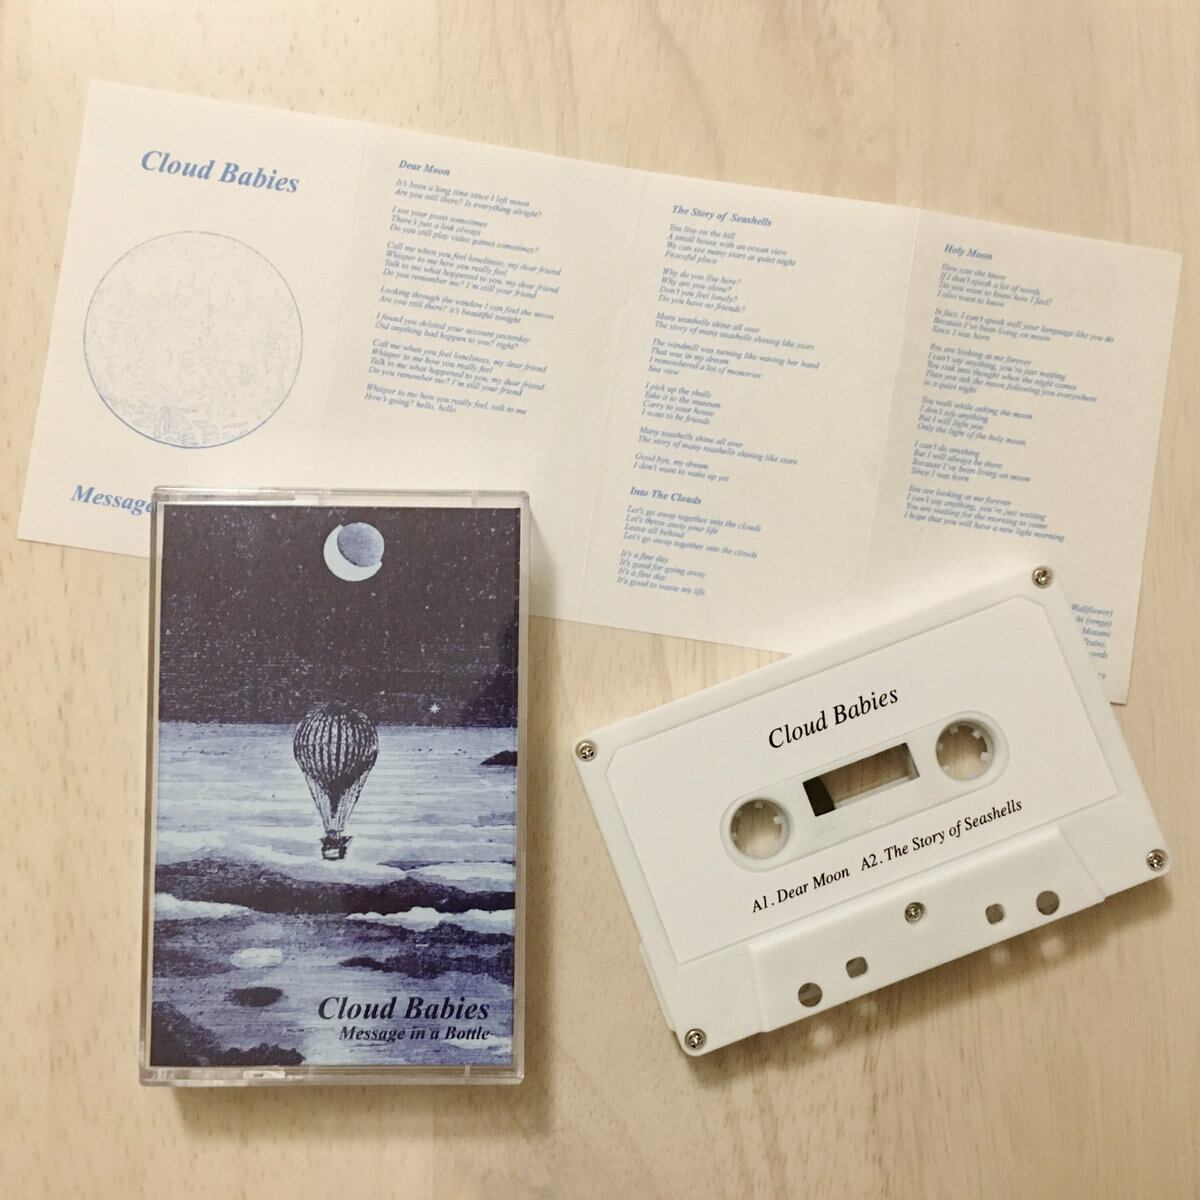 Cloud Babies
Message
Dear Moon
It's been a long time since I left moon
Are you still there? Is everything alright?
I see your posts sometimes
There's just a link always
Do you still play video games sometimes?
Call me when you feel loneliness, my dear friend
Whisper to me how you really feel
Talk to me what happened to you, my dear friend
Do you remember me? I'm still your friend
Looking through the window I can find the moon
Are you still there? it's beautiful tonight
I found you deleted your account yesterday
Did anything bad happen to you? right?
Call me when you feel loneliness, my dear friend
Whisper to me how you really feel
Talk to me what happened to you, my dear friend
Do you remember me? I'm still your friend
Whisper to me how you really feel, talk to me
How's going? hello, hello
The Story of Seashells
You live on the hill
A small house with an ocean view
We can see many stars at quiet night
Peaceful place
Why do you live here?
Why are you alone?
Don't you feel lonely?
Do you have no friends?
Many seashells shine all over
The story of many seashells shining like stars
The windmill was turning like waving her hand
That was in my dream
I remembered a lot of memories
Sea view
I pick up the shells
Take it to the museum
Carry to your house
I want to be friends
Many seashells shine all over
The story of many seashells shining like stars
Good bye, my dream
I don't want to wake up yet
Into The Clouds
Let's go away together into the clouds
Let's throw away your life
Leave all behind
Let's go away together into the clouds
It's a fine day
It's good for going away
It's a fine day
It's good to waste my life
Holy Moon
How can she know
If I don't speak a lot of words
Do you want to know how I feel?
I also want to know
In fact, I can't speak well your language like you do
Because I've been living on moon
Since I was born
You are looking at me forever
I can't say anything, you're just waiting
You sink into thought when the night comes
Then you ask the moon following you everywhere
in a quiet night
You walk while asking the moon
I don't say anything
But I will light you
Only the light of the holy moon
I can't do anything
But I will always be there
Because I've been living on moon
Since I was born
You are looking at me forever
I can't say anything, you're just waiting
You are waiting for the morning to come
I hope that you will have a new light morning
Wallflower)
hi (renge)
Masami
Train),
cords
19
Cloud Babies
Message in a Bottle
Cloud Babies
A1. Dear Moon A2. The Story of Seashells